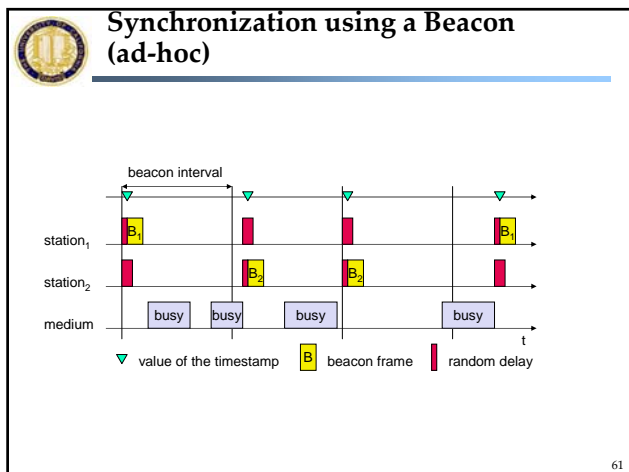 Synchronization using a Beacon
(ad-hoc)
beacon interval
station1
B1
B1
station2
B2
B2
medium
busy
busy
busy
busy
t
value of the timestamp
B
beacon frame
random delay
61